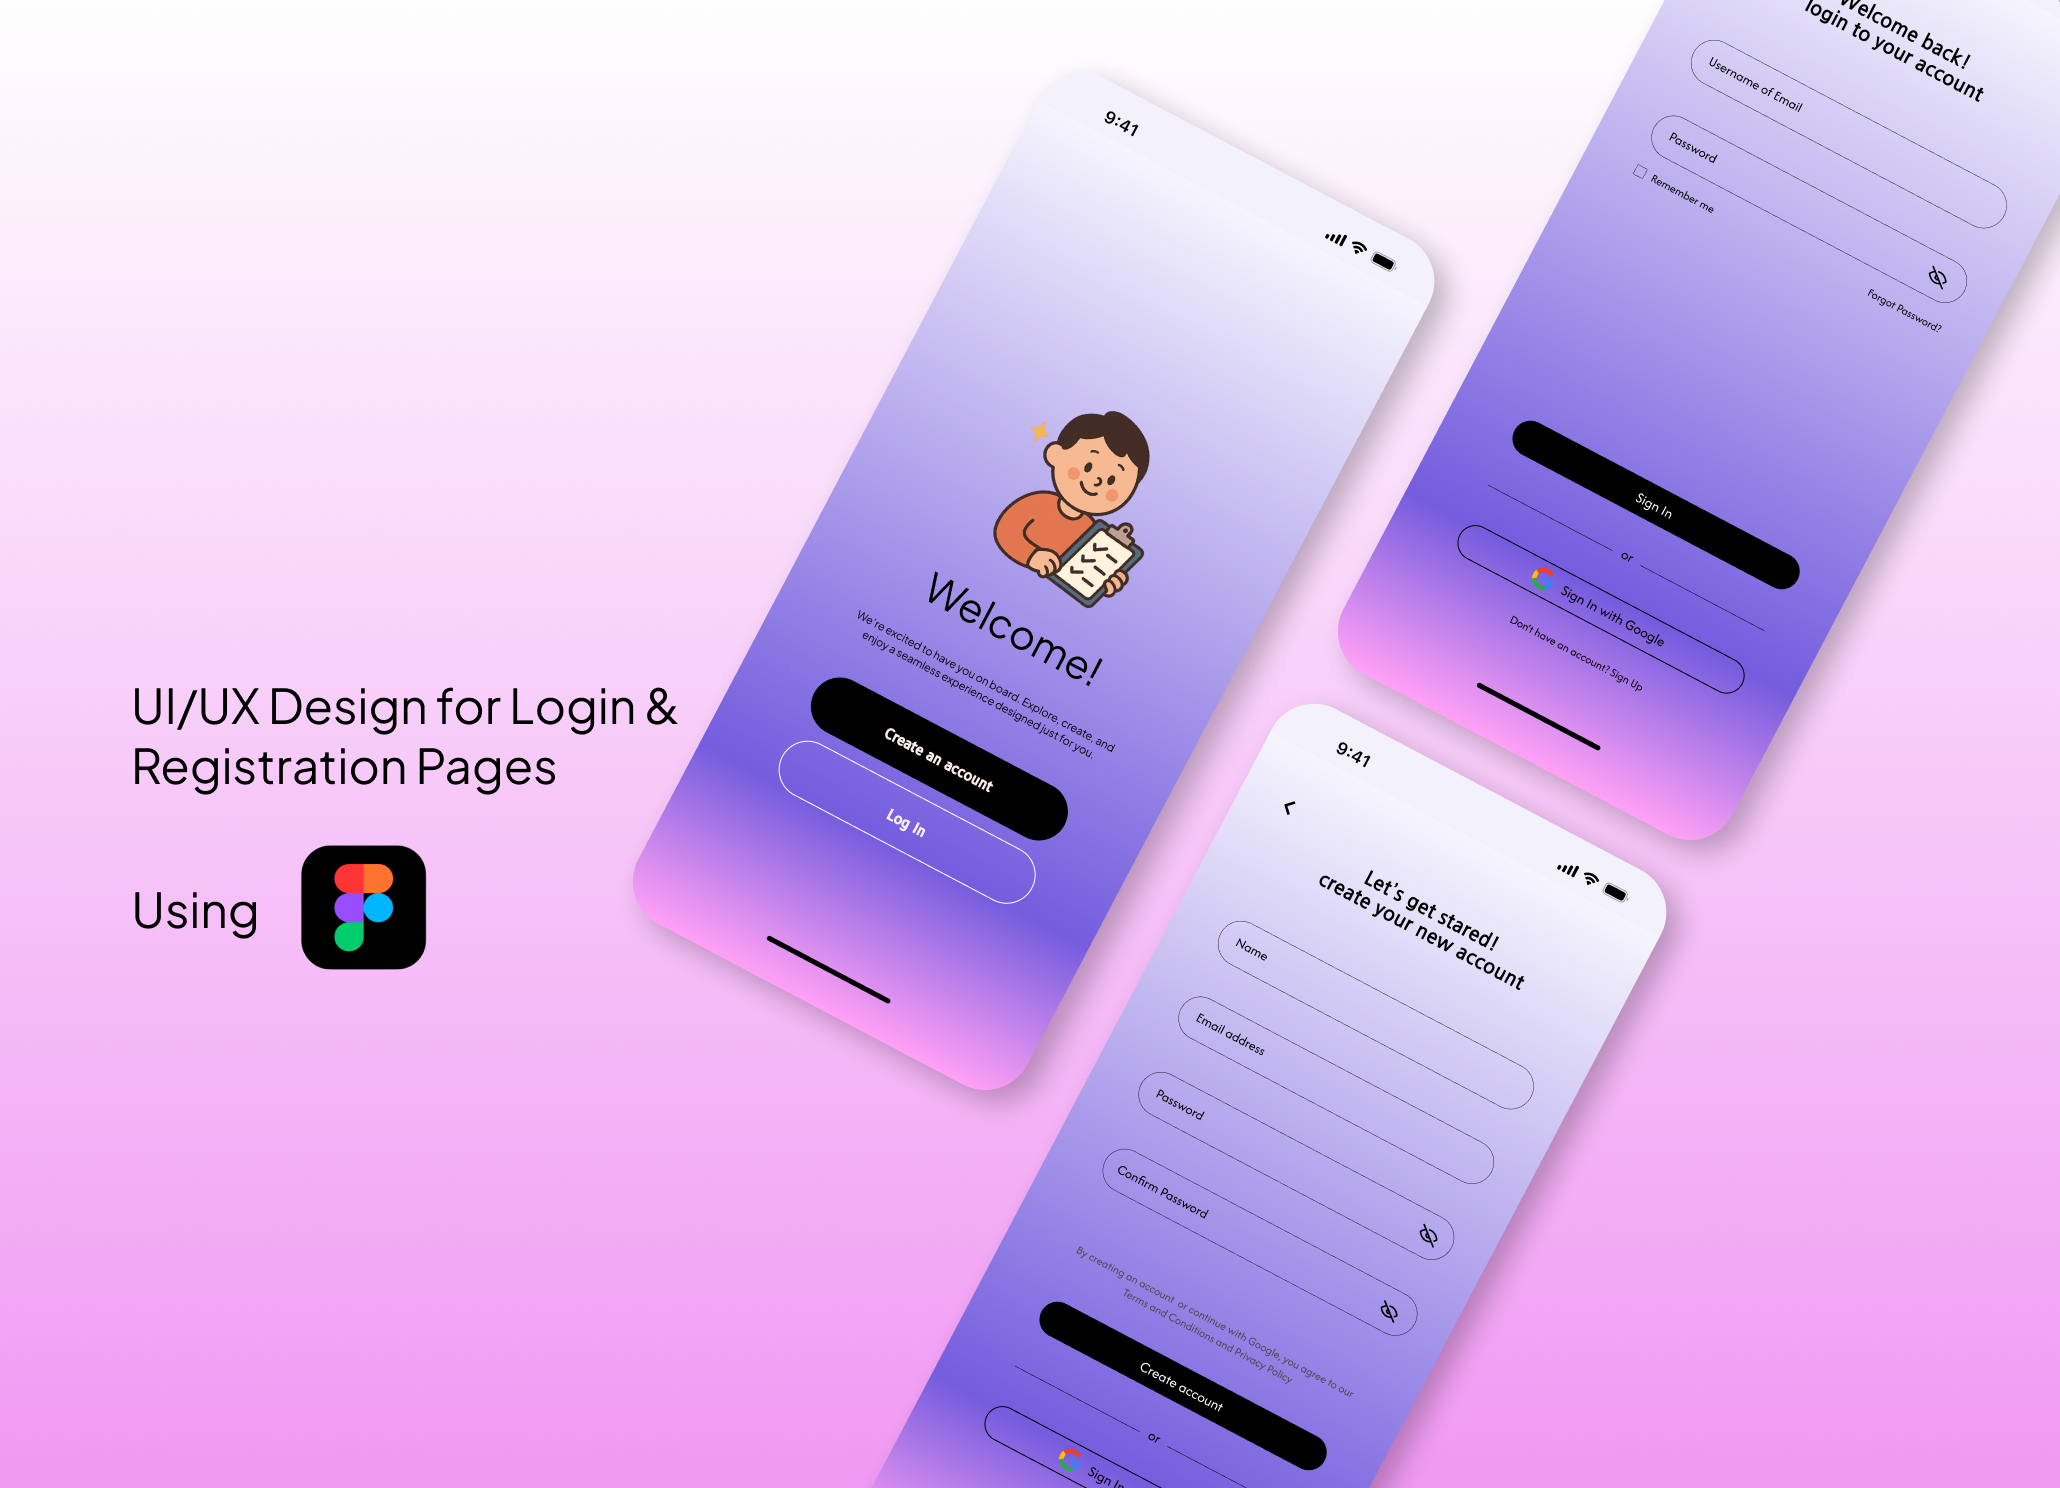 UI/UX Design for Login &
Registration Pages
Using
9:41
Welcome!
We're excited to have you on board. Explore, create, and
enjoy a seamless experience designed just for you.
Create an account
Log In
Welcome back!
login to your account
Username of Email
Password
Remember me
Forgot Password?
Sign In
or
Sign In with Google
Don't have an account? Sign Up
9:41
Let's get stared!
create your new account
Name
Email address
Password
Confirm Password
By creating an account or continue with Google, you agree to our
Terms and Conditions and Privacy Policy
Create account
or
Sign In